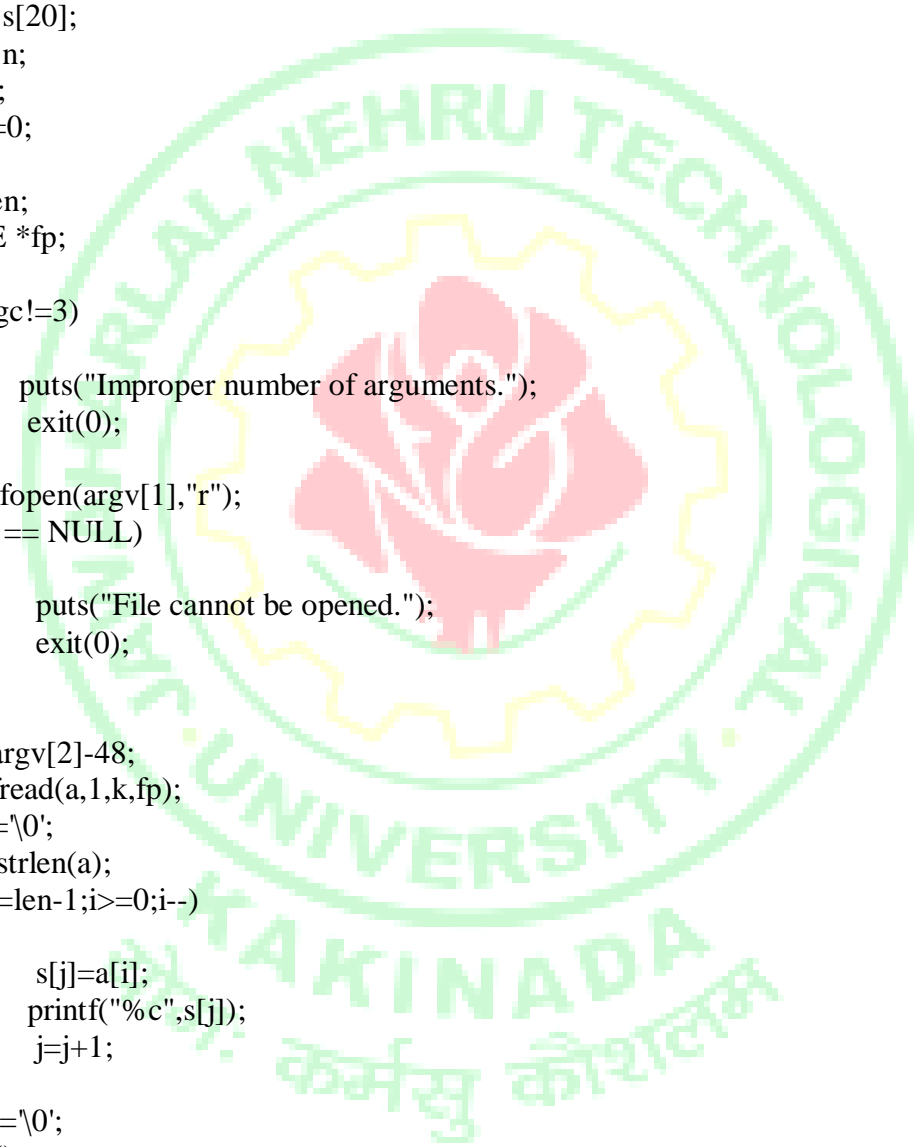 s[20];
n;
;
=0;
en;
E *fp;
gc!=3)
puts("Improper number of arguments.");
exit(0);
fopen(argv[1],"r");
== NULL)
puts("File cannot be opened.");
exit(0);
argv[2]-48;
fread(a,1,k,fp);
='\0';
strlen(a);
=len-1;i>=0;i--)
s[j]=a[i];
printf("%c",s[j]);
j=j+1;
='\0';
JAWAHARLAL NEHRU TECHNOLOGICAL
UNIVERSITY
KAKINADA
योगः कर्मसु कौशलम्